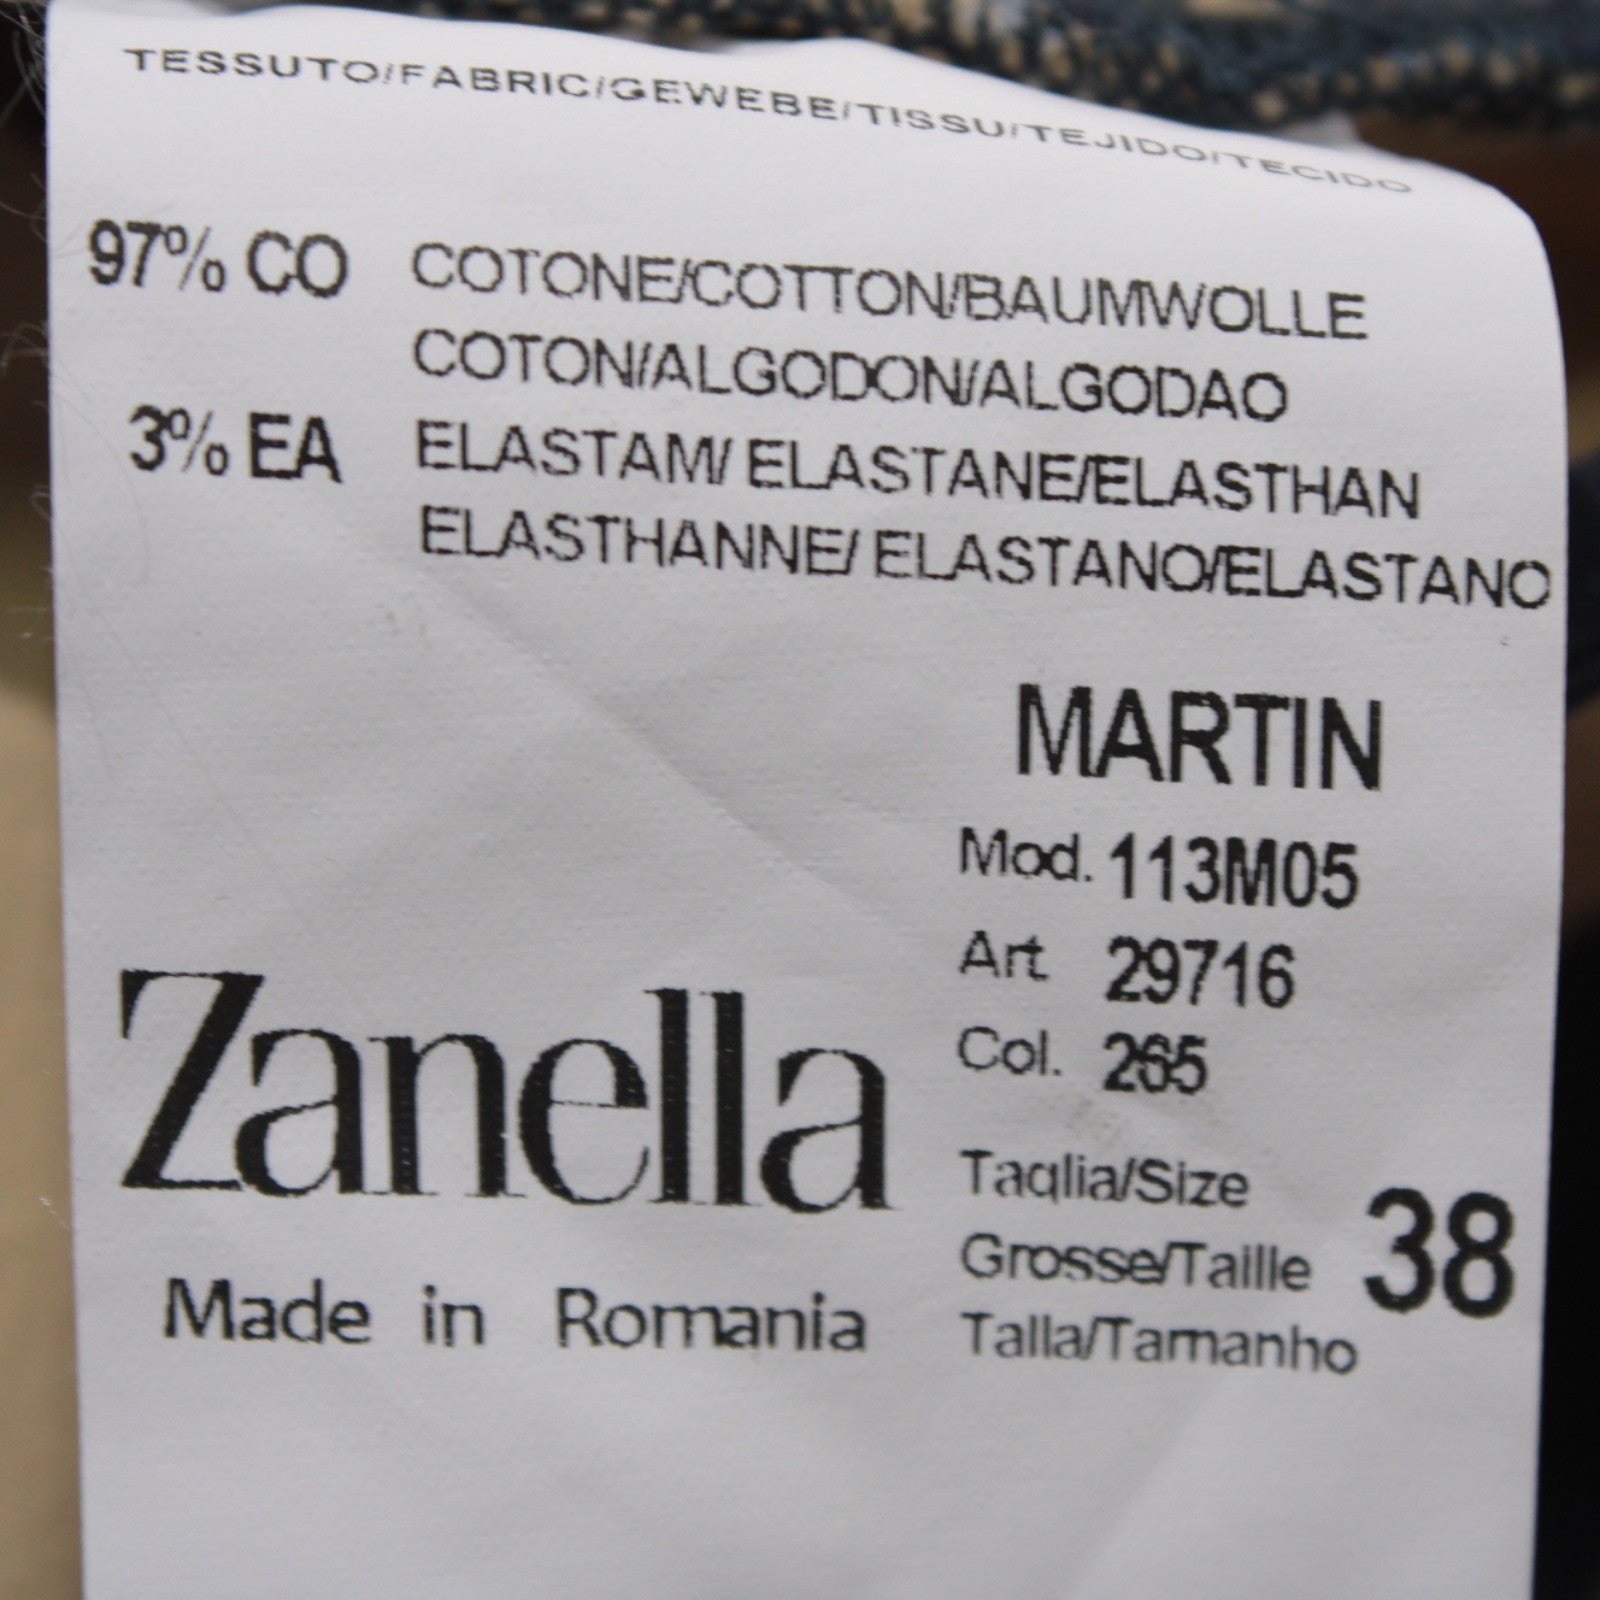 TESSUTO/FABRIC/GEWEBE/TISSU/TEJIDO/TECIDO
97% CO COTONE/COTTON/BAUMWOLLE
COTON/ALGODON/ALGODAO
3% EA ELASTAM/ ELASTANE/ELASTHAN
ELASTHANNE/ ELASTANO/ELASTANO
MARTIN
Mod. 113M05
Art. 29716
Col. 265
Zanella
Made in Romania
Taglia/Size
Grosse/Taille 38
Talla/Tamanho